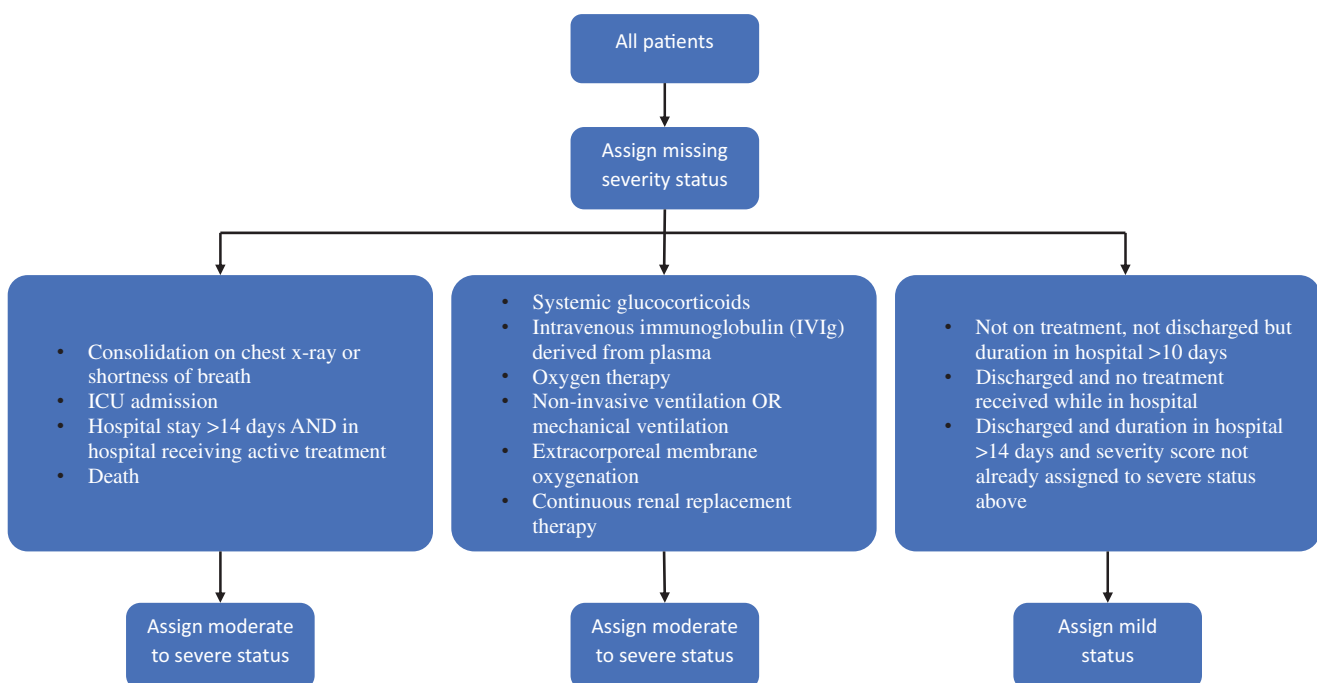 All patients
Assign missing
severity status
• Consolidation on chest x-ray or
shortness of breath
• ICU admission
• Hospital stay >14 days AND in
hospital receiving active treatment
• Death
• Systemic glucocorticoids
• Intravenous immunoglobulin (IVIg)
derived from plasma
• Oxygen therapy
• Non-invasive ventilation OR
mechanical ventilation
• Extracorporeal membrane
oxygenation
• Continuous renal replacement
therapy
• Not on treatment, not discharged but
duration in hospital >10 days
• Discharged and no treatment
received while in hospital
• Discharged and duration in hospital
>14 days and severity score not
already assigned to severe status
above
Assign moderate
to severe status
Assign moderate
to severe status
Assign mild
status